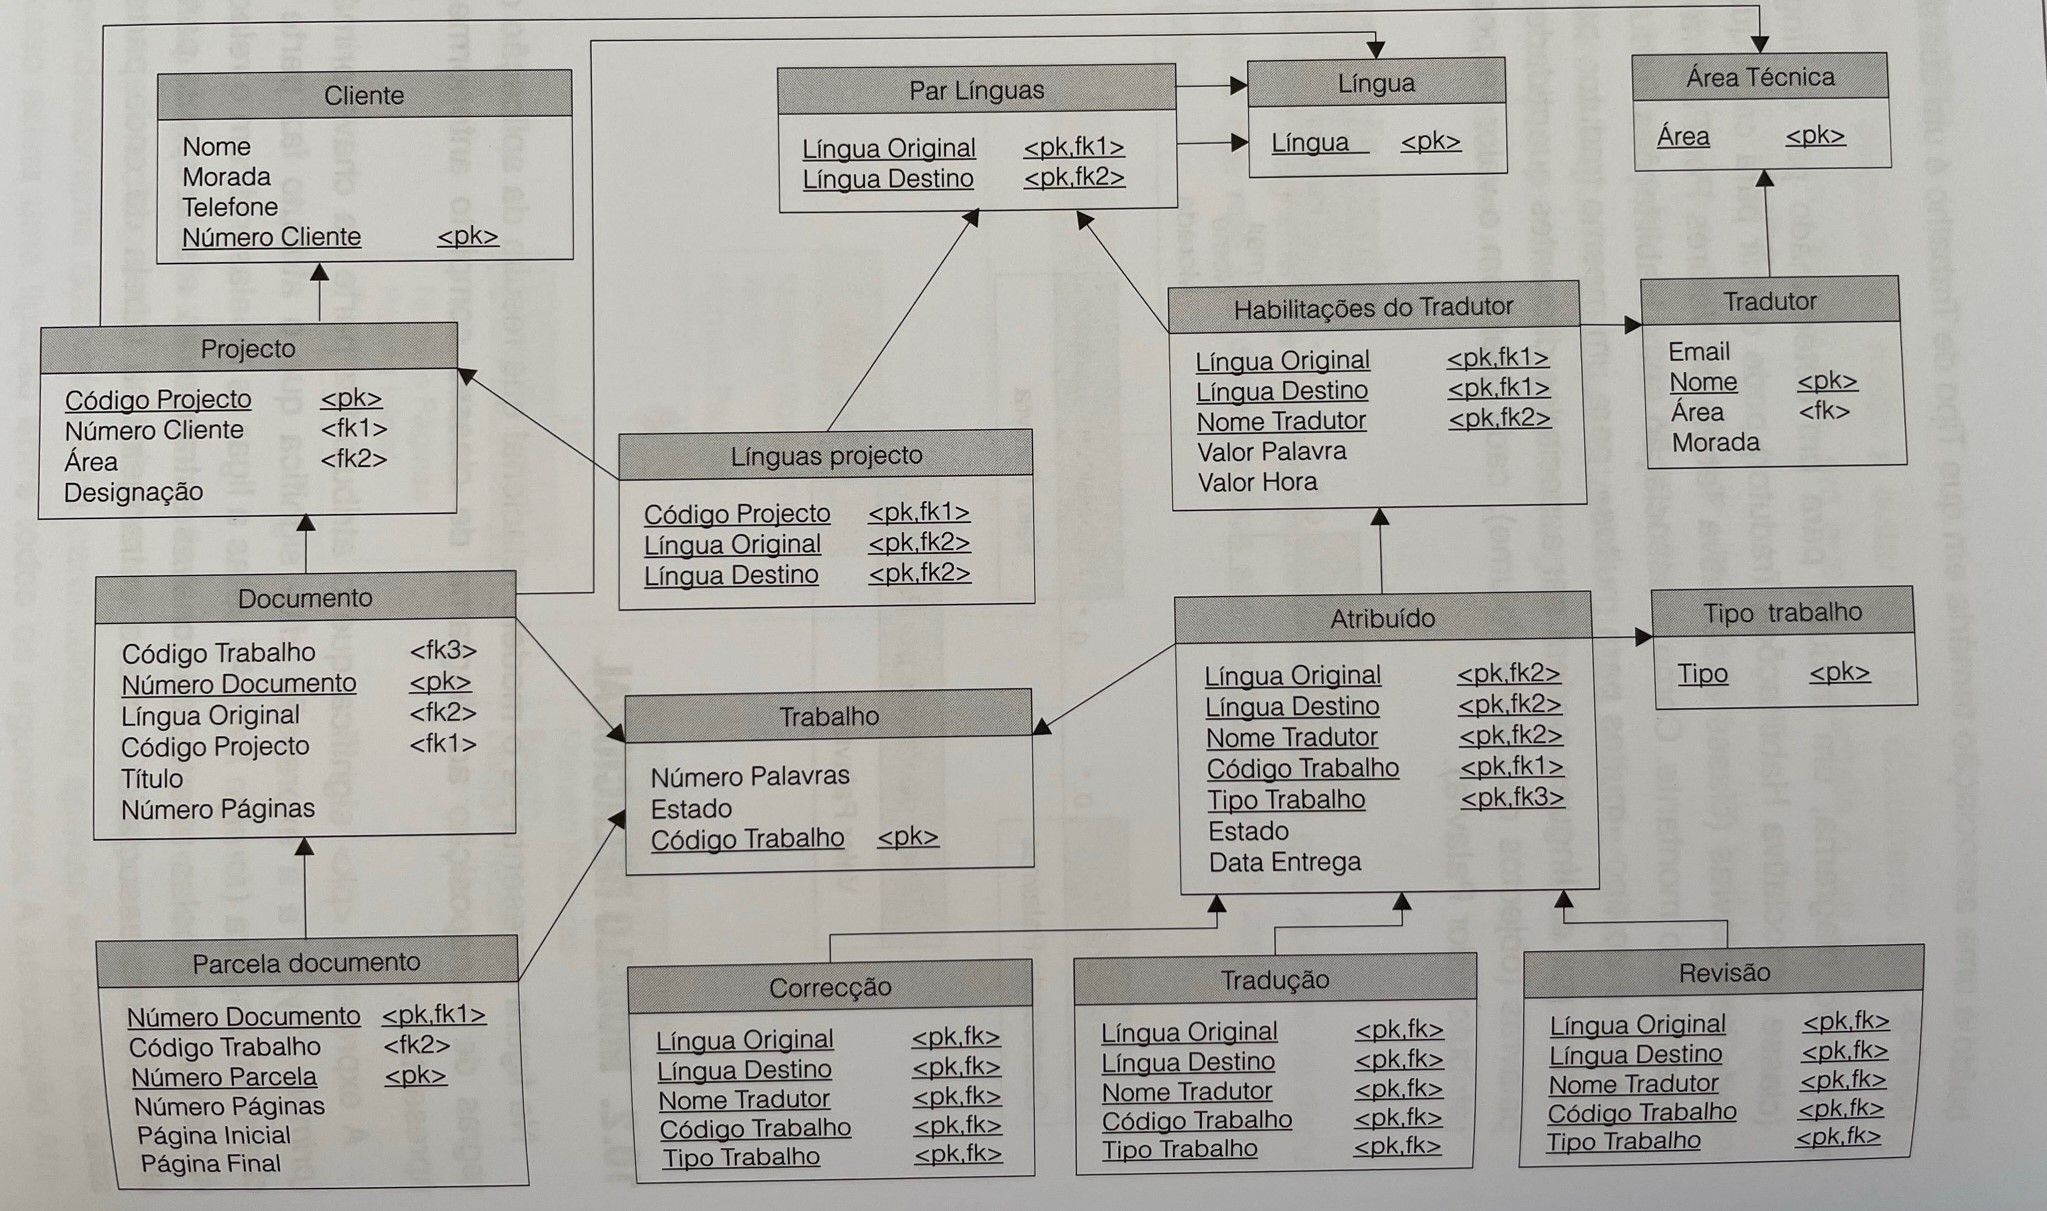 Cliente
Nome
Morada
Telefone
Número Cliente <pk>
Par Línguas
Língua Original <pk,fk1>
Língua Destino <pk,fk2>
Língua
Língua <pk>
Área Técnica
Área <pk>
Projecto
Código Projecto <pk>
Número Cliente <fk1>
Área <fk2>
Designação
Línguas projecto
Código Projecto <pk,fk1>
Língua Original <pk,fk2>
Língua Destino <pk,fk2>
Habilitações do Tradutor
Língua Original <pk,fk1>
Língua Destino <pk,fk1>
Nome Tradutor <pk,fk2>
Valor Palavra
Valor Hora
Tradutor
Email
Nome <pk>
Área <fk>
Morada
Documento
Código Trabalho <fk3>
Número Documento <pk>
Língua Original <fk2>
Código Projecto <fk1>
Título
Número Páginas
Trabalho
Número Palavras
Estado
Código Trabalho <pk>
Atribuído
Língua Original <pk,fk2>
Língua Destino <pk,fk2>
Nome Tradutor <pk,fk2>
Código Trabalho <pk,fk1>
Tipo Trabalho <pk,fk3>
Estado
Data Entrega
Tipo trabalho
Tipo <pk>
Parcela documento
Número Documento <pk,fk1>
Código Trabalho <fk2>
Número Parcela <pk>
Número Páginas
Página Inicial
Página Final
Correcção
Língua Original <pk,fk>
Língua Destino <pk,fk>
Nome Tradutor <pk,fk>
Código Trabalho <pk,fk>
Tipo Trabalho <pk,fk>
Tradução
Língua Original <pk,fk>
Língua Destino <pk,fk>
Nome Tradutor <pk,fk>
Código Trabalho <pk,fk>
Tipo Trabalho <pk,fk>
Revisão
Língua Original <pk,fk>
Língua Destino <pk,fk>
Nome Tradutor <pk,fk>
Código Trabalho <pk,fk>
Tipo Trabalho <pk,fk>